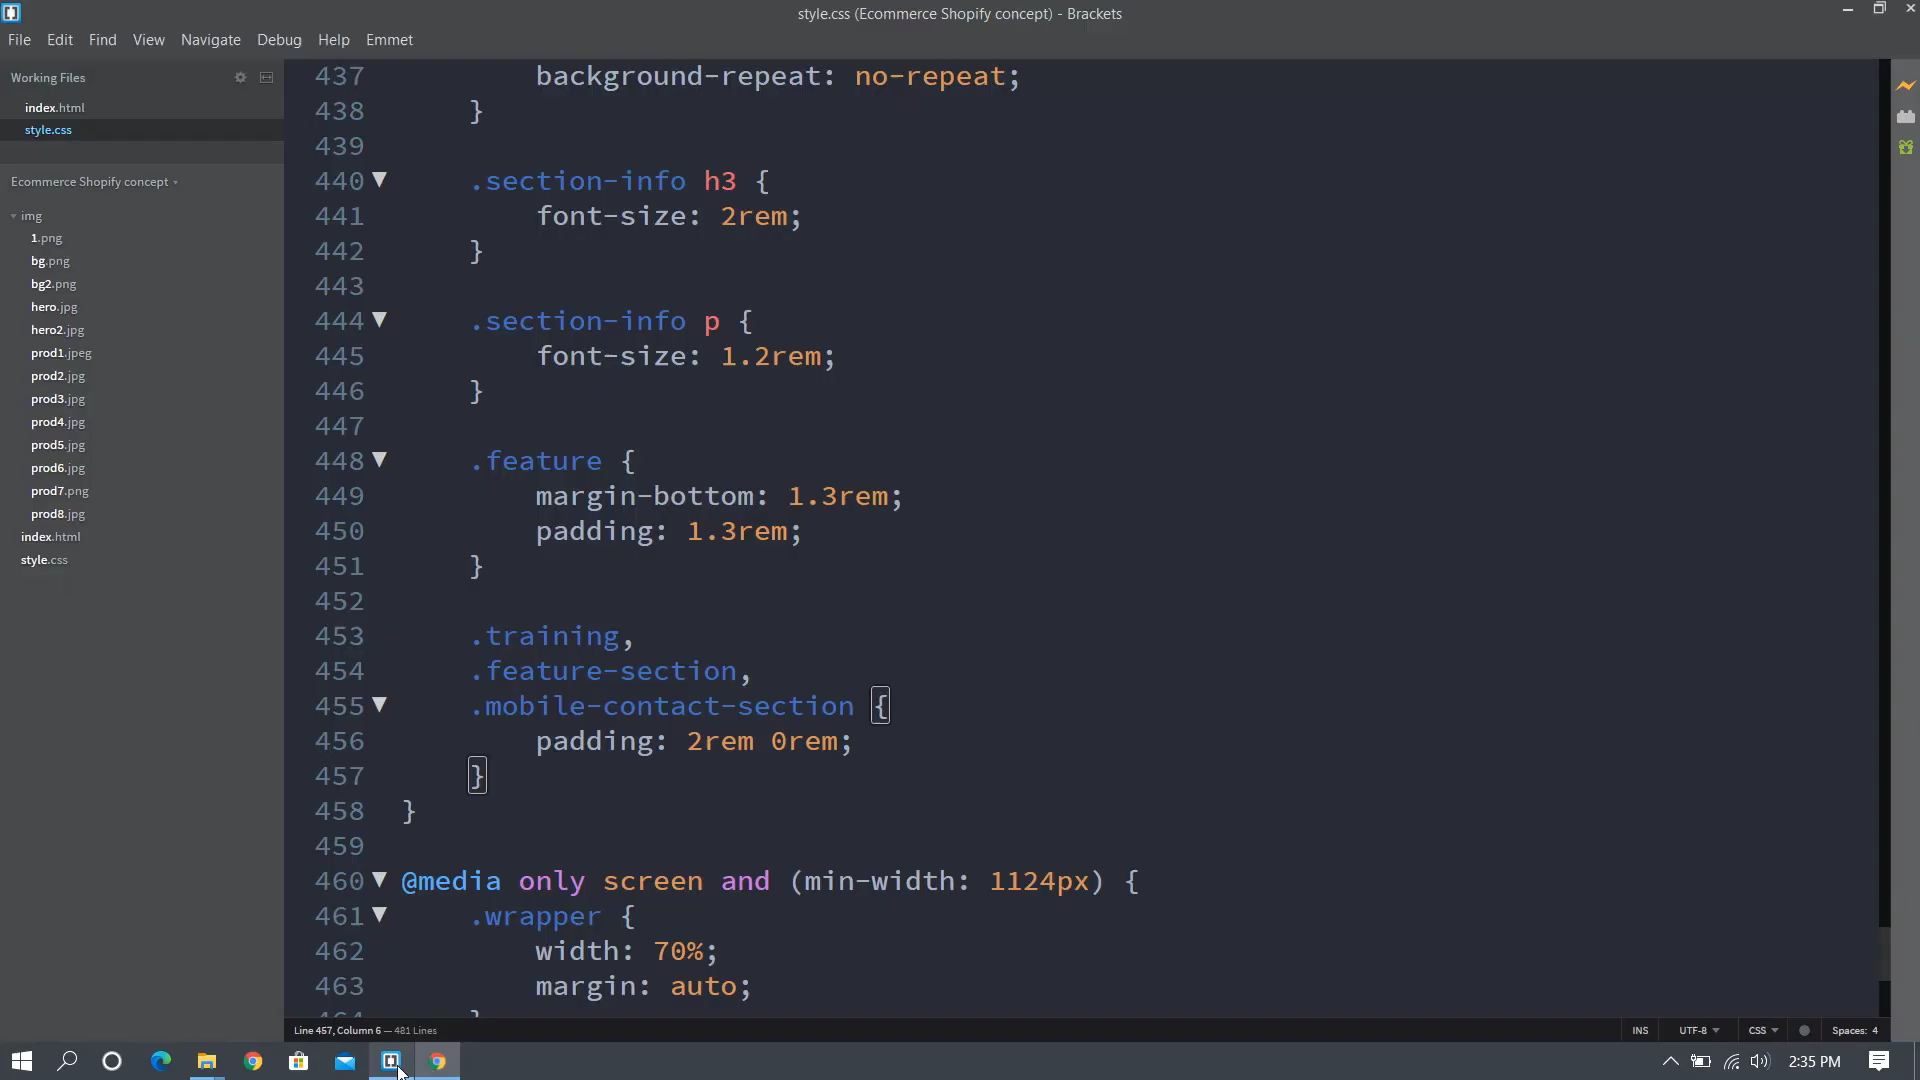 style.css (Ecommerce Shopify concept) - Brackets
File Edit Find View Navigate Debug Help Emmet
Working Files
index.html
style.css
Ecommerce Shopify concept
img
1.png
bg.png
bg2.png
hero.jpg
hero2.jpg
prod1.jpeg
prod2.jpg
prod3.jpg
prod4.jpg
prod5.jpg
prod6.jpg
prod7.png
prod8.jpg
index.html
style.css
437 background-repeat: no-repeat;
438 }
439
440 .section-info h3 {
441 font-size: 2rem;
442 }
443
444 .section-info p {
445 font-size: 1.2rem;
446 }
447
448 .feature {
449 margin-bottom: 1.3rem;
450 padding: 1.3rem;
451 }
452
453 .training,
454 .feature-section,
455 .mobile-contact-section {
456 padding: 2rem 0rem;
457 }
458 }
459
460 @media only screen and (min-width: 1124px) {
461 .wrapper {
462 width: 70%;
463 margin: auto;
464 }
Line 457, Column 6 — 481 Lines
INS UTF-8 CSS Spaces: 4
2:35 PM